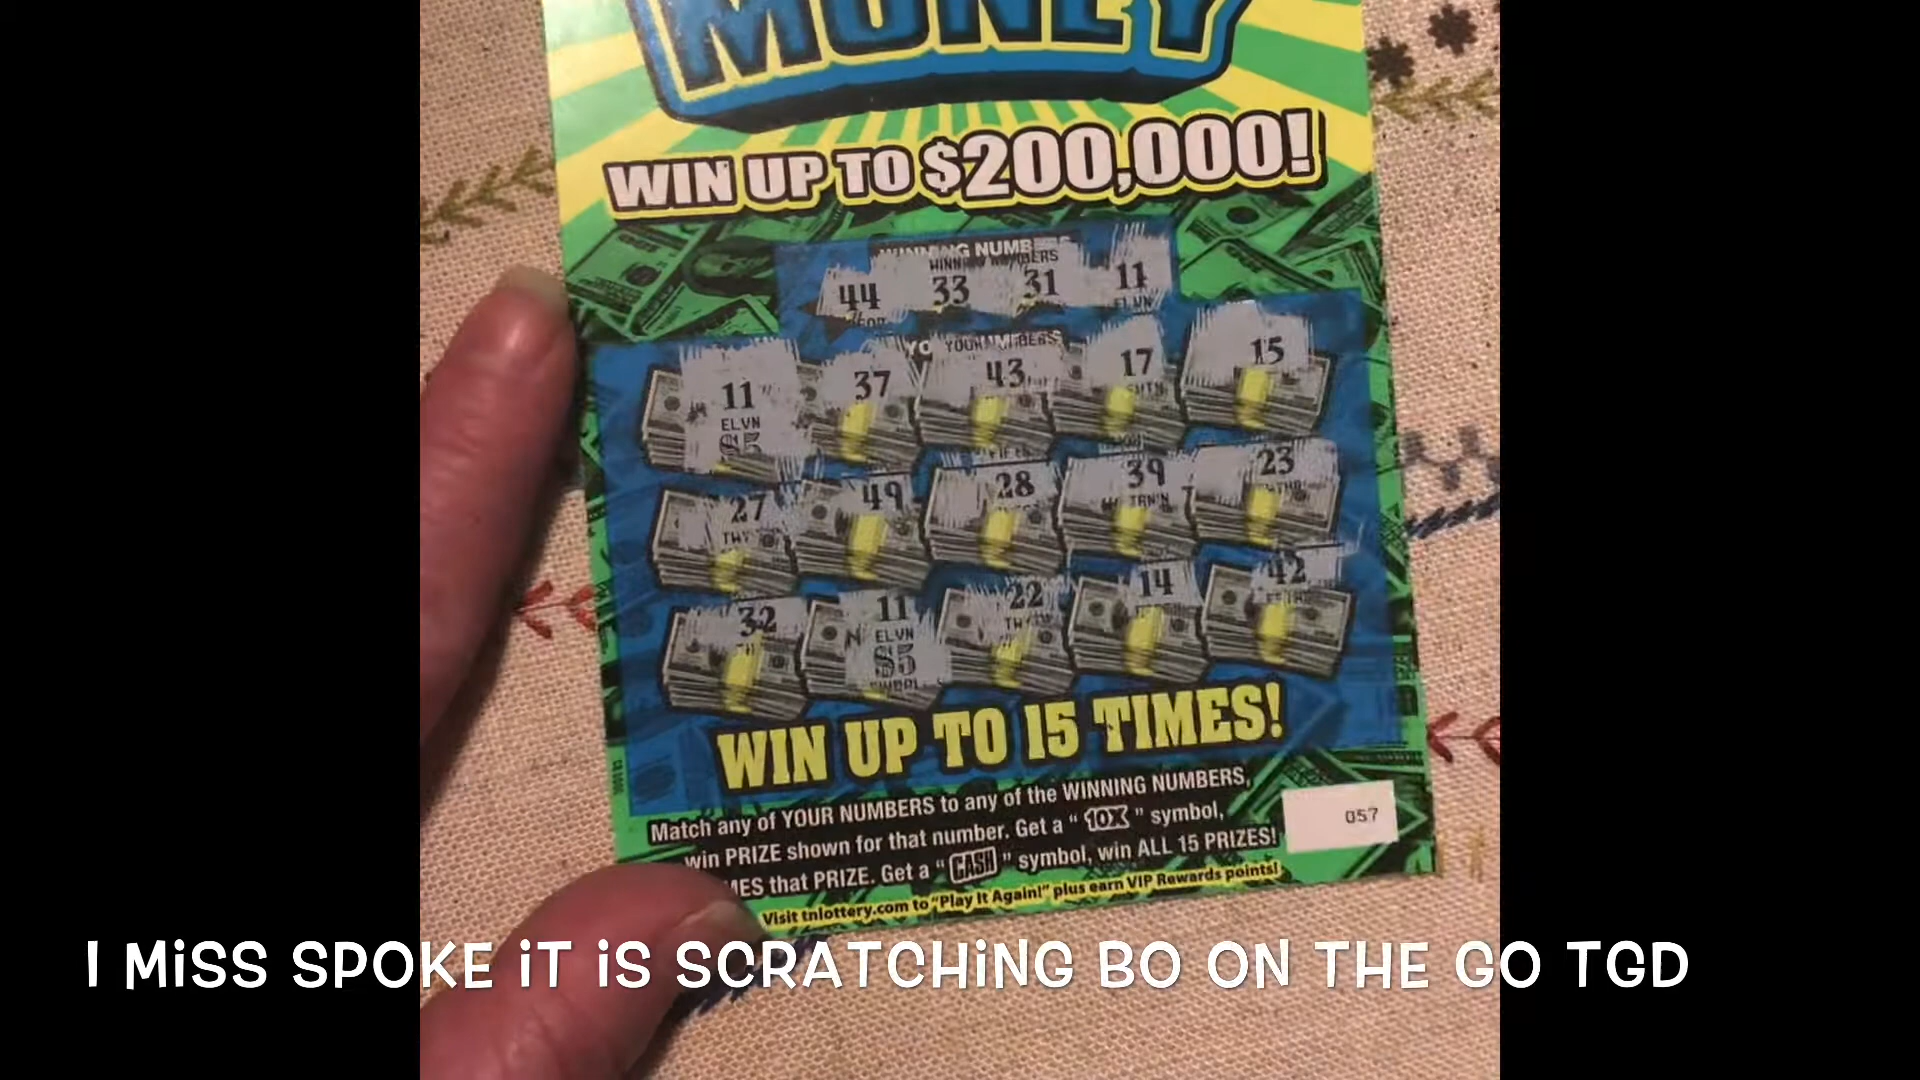 MONEY
WIN UP TO $200,000!
WINNING NUMBERS
WINNING NUMBERS
44 33 31 11
ELVN
YOUR NUMBERS
11 37 43 17 15
ELVN
$5
27 49 28 39 23
32 11 22 14 42
ELVN
$5
WIN UP TO 15 TIMES!
Match any of YOUR NUMBERS to any of the WINNING NUMBERS,
win PRIZE shown for that number. Get a "10X" symbol,
that PRIZE. Get a "CASH" symbol, win ALL 15 PRIZES!
Visit tnlottery.com to "Play It Again!" plus earn VIP Rewards points!
057
I MISS SPOKE IT IS SCRATCHING BO ON THE GO TGD